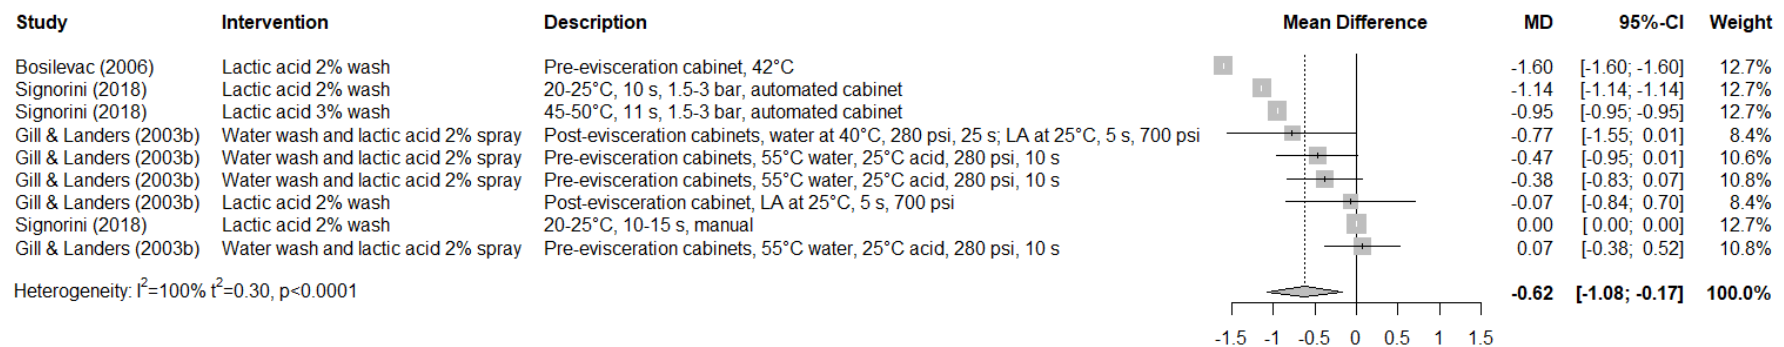 Study Intervention Description Mean Difference MD 95%-CI Weight
Bosilevac (2006) Lactic acid 2% wash Pre-evisceration cabinet, 42°C -1.60 [-1.60; -1.60] 12.7%
Signorini (2018) Lactic acid 2% wash 20-25°C, 10 s, 1.5-3 bar, automated cabinet -1.14 [-1.14; -1.14] 12.7%
Signorini (2018) Lactic acid 3% wash 45-50°C, 11 s, 1.5-3 bar, automated cabinet -0.95 [-0.95; -0.95] 12.7%
Gill & Landers (2003b) Water wash and lactic acid 2% spray Post-evisceration cabinets, water at 40°C, 280 psi, 25 s; LA at 25°C, 5 s, 700 psi -0.77 [-1.55; 0.01] 8.4%
Gill & Landers (2003b) Water wash and lactic acid 2% spray Pre-evisceration cabinets, 55°C water, 25°C acid, 280 psi, 10 s -0.47 [-0.95; 0.01] 10.6%
Gill & Landers (2003b) Water wash and lactic acid 2% spray Pre-evisceration cabinets, 55°C water, 25°C acid, 280 psi, 10 s -0.38 [-0.83; 0.07] 10.8%
Gill & Landers (2003b) Lactic acid 2% wash Post-evisceration cabinet, LA at 25°C, 5 s, 700 psi -0.07 [-0.84; 0.70] 8.4%
Signorini (2018) Lactic acid 2% wash 20-25°C, 10-15 s, manual 0.00 [ 0.00; 0.00] 12.7%
Gill & Landers (2003b) Water wash and lactic acid 2% spray Pre-evisceration cabinets, 55°C water, 25°C acid, 280 psi, 10 s 0.07 [-0.38; 0.52] 10.8%
Heterogeneity: I²=100% t²=0.30, p<0.0001 -0.62 [-1.08; -0.17] 100.0%
-1.5 -1 -0.5 0 0.5 1 1.5